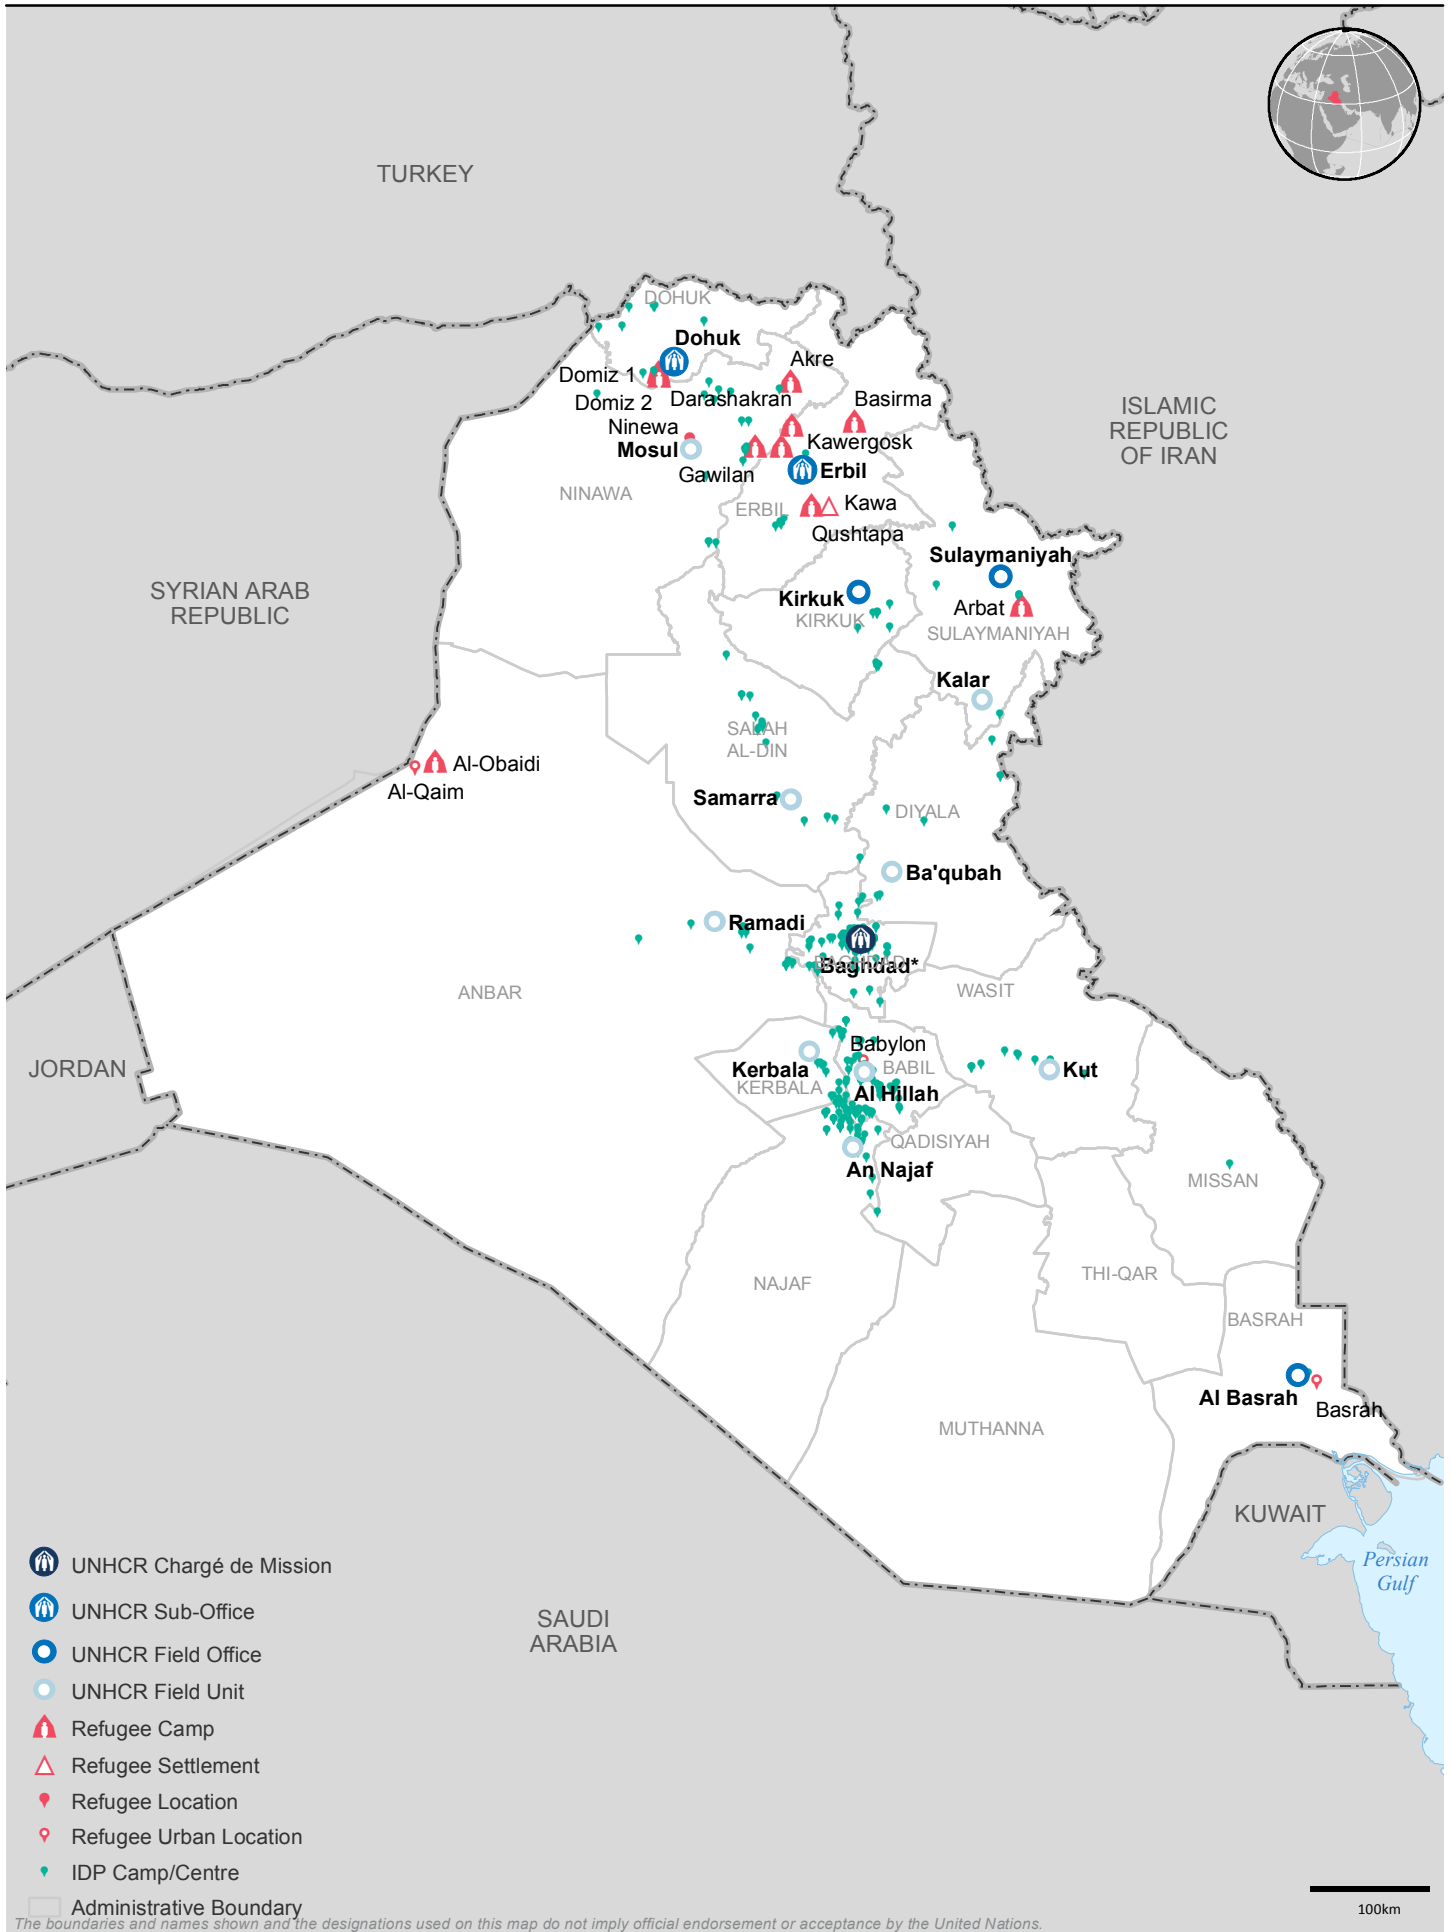 TURKEY
DOHUK
Dohuk
Akre
Domiz 1
Domiz 2
Darashakran
Basirma
ISLAMIC
REPUBLIC
OF IRAN
Ninewa
Mosul
Kawergosk
Gawilan
Erbil
NINAWA
ERBIL
Kawa
Qushtapa
Sulaymaniyah
SYRIAN ARAB
REPUBLIC
Kirkuk
KIRKUK
Arbat
SULAYMANIYAH
Kalar
SALAH
AL-DIN
Al-Obaidi
Al-Qaim
Samarra
DIYALA
Ba'qubah
Ramadi
BAGHDAD
Baghdad*
ANBAR
WASIT
JORDAN
Babylon
Kerbala
BABIL
Kut
KERBALA
Al Hillah
QADISIYAH
An Najaf
MISSAN
NAJAF
THI-QAR
BASRAH
Al Basrah
Basrah
MUTHANNA
KUWAIT
Persian
Gulf
SAUDI
ARABIA
UNHCR Chargé de Mission
UNHCR Sub-Office
UNHCR Field Office
UNHCR Field Unit
Refugee Camp
Refugee Settlement
Refugee Location
Refugee Urban Location
IDP Camp/Centre
Administrative Boundary
100km
The boundaries and names shown and the designations used on this map do not imply official endorsement or acceptance by the United Nations.